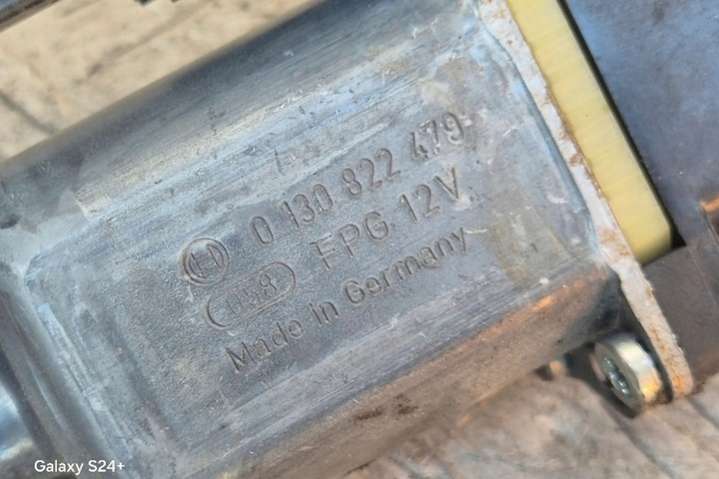 0 130 822 479
FPG 12V
Made in Germany
Galaxy S24+